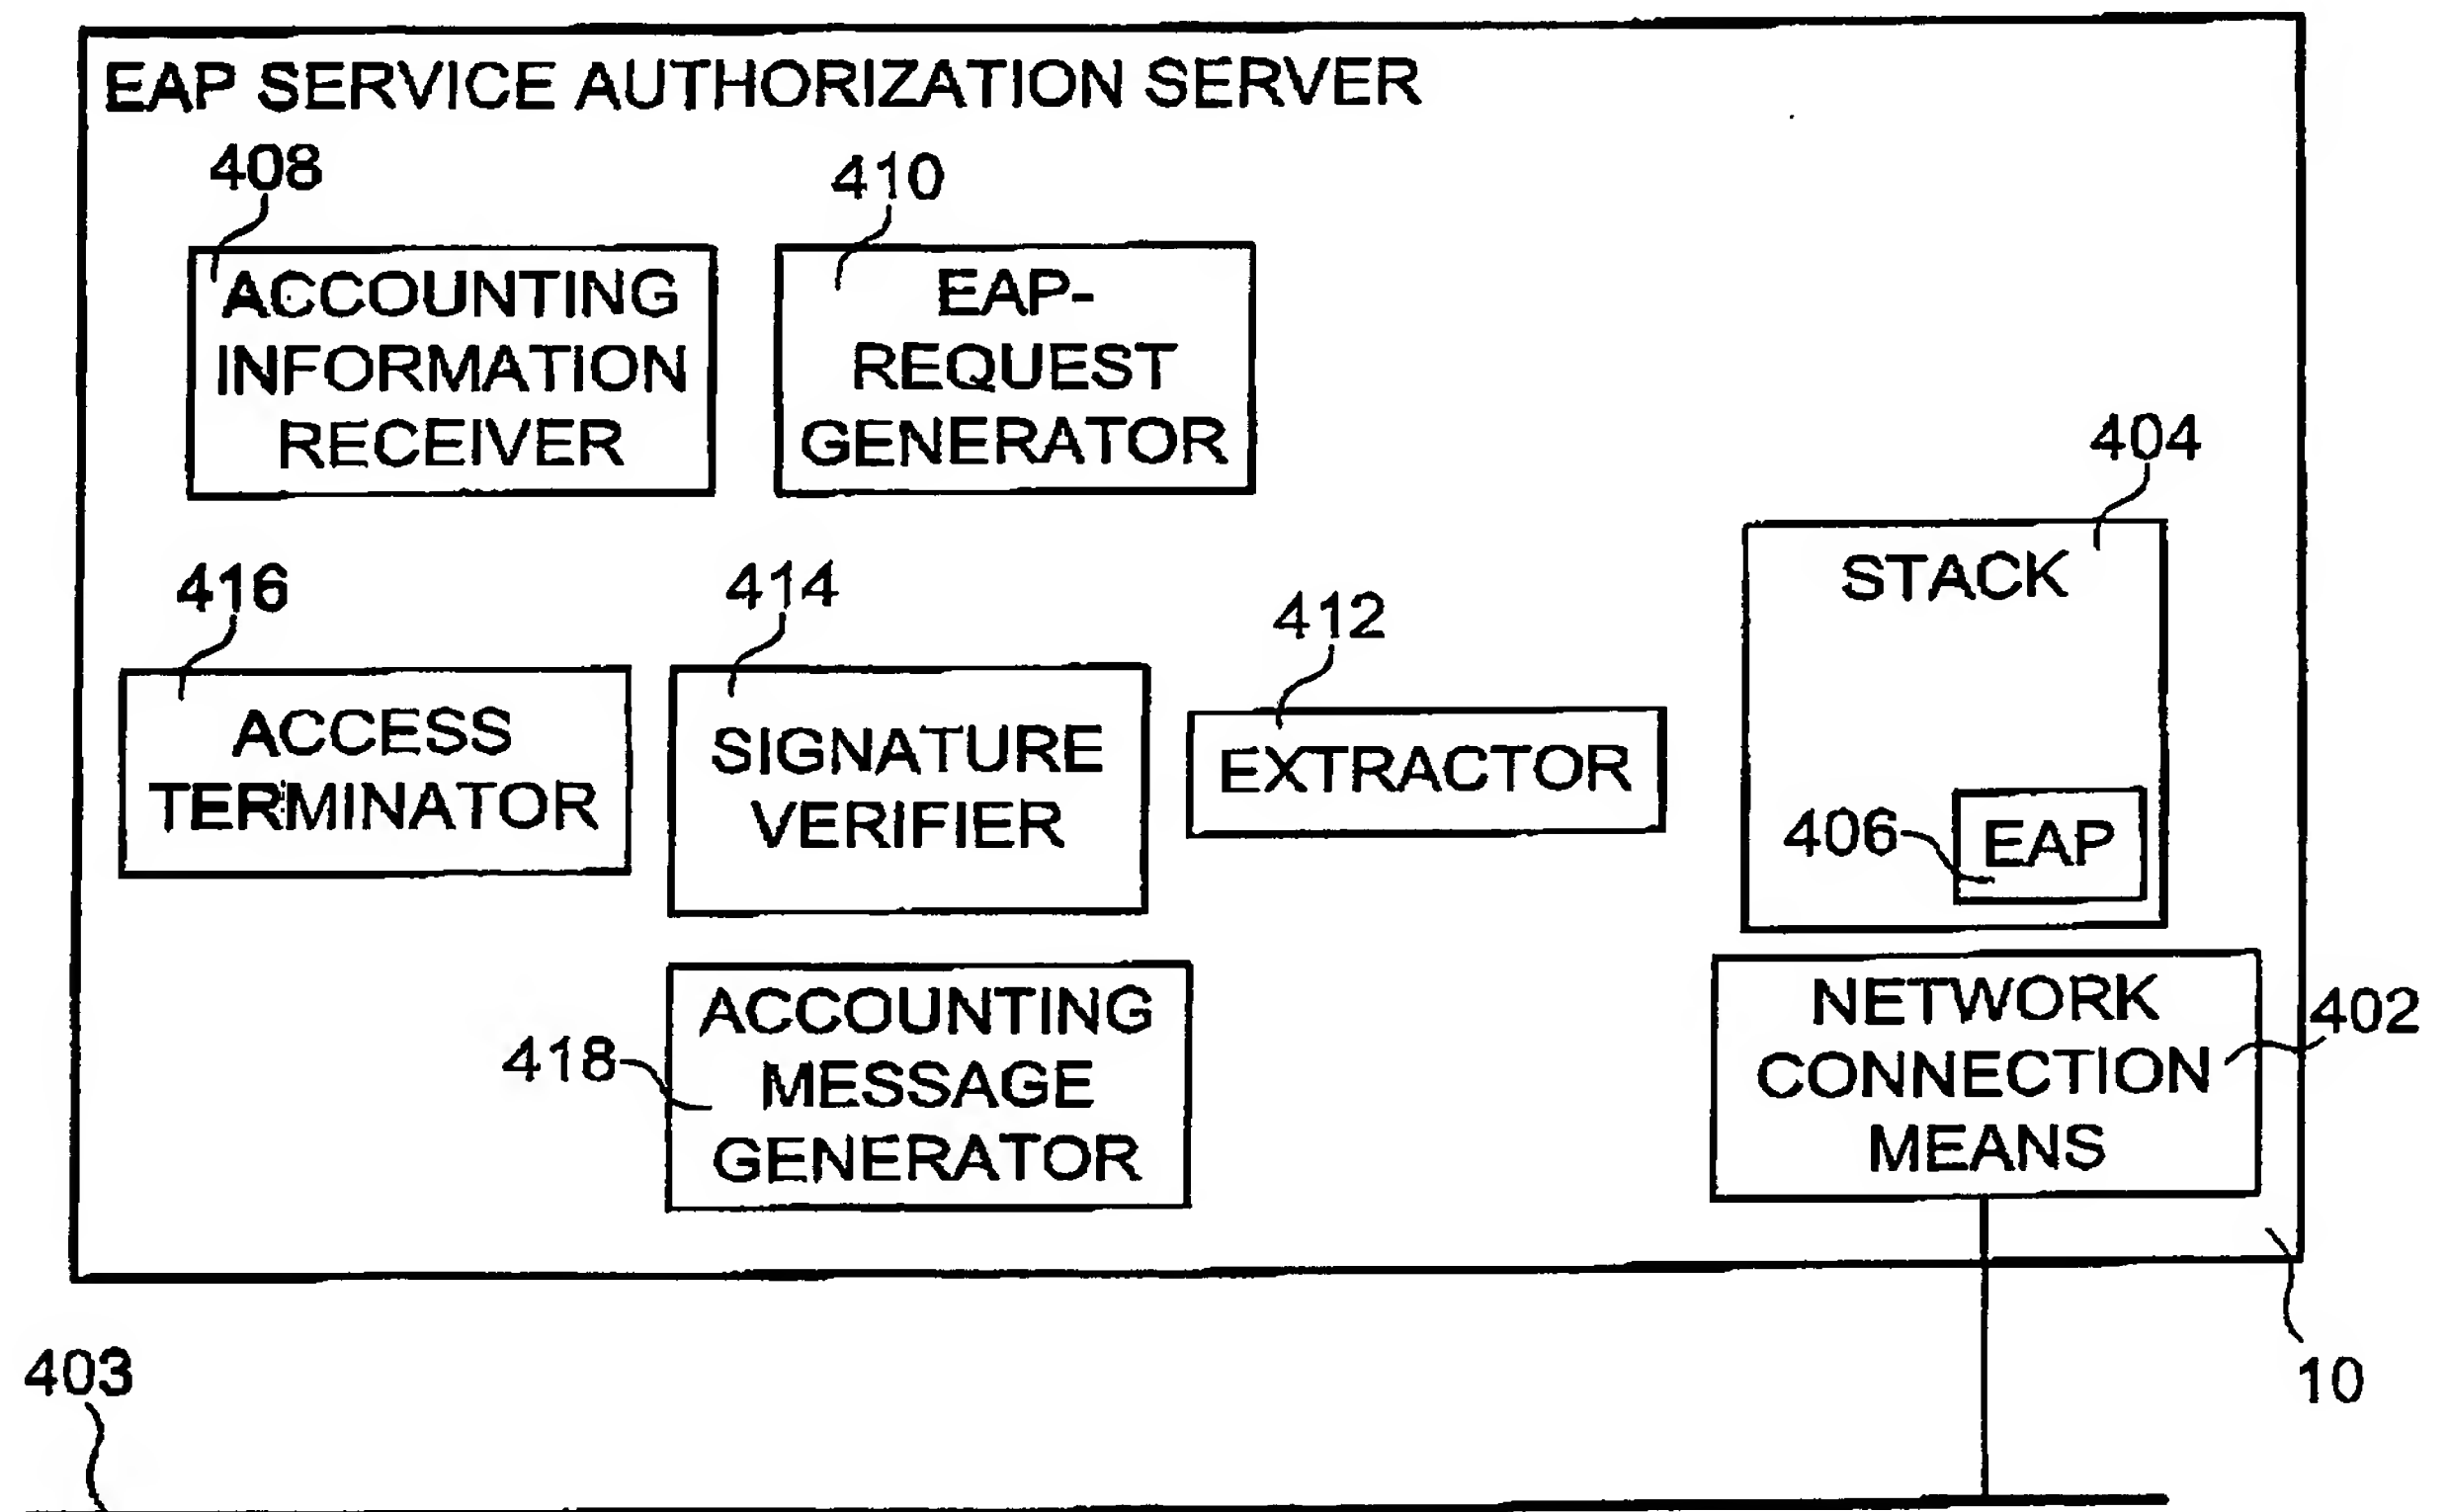 EAP SERVICE AUTHORIZATION SERVER
408
410
ACCOUNTING
INFORMATION
RECEIVER
EAP-
REQUEST
GENERATOR
404
STACK
416
414
412
ACCESS
TERMINATOR
SIGNATURE
VERIFIER
EXTRACTOR
406
EAP
418
ACCOUNTING
MESSAGE
GENERATOR
NETWORK
CONNECTION
MEANS
402
10
403